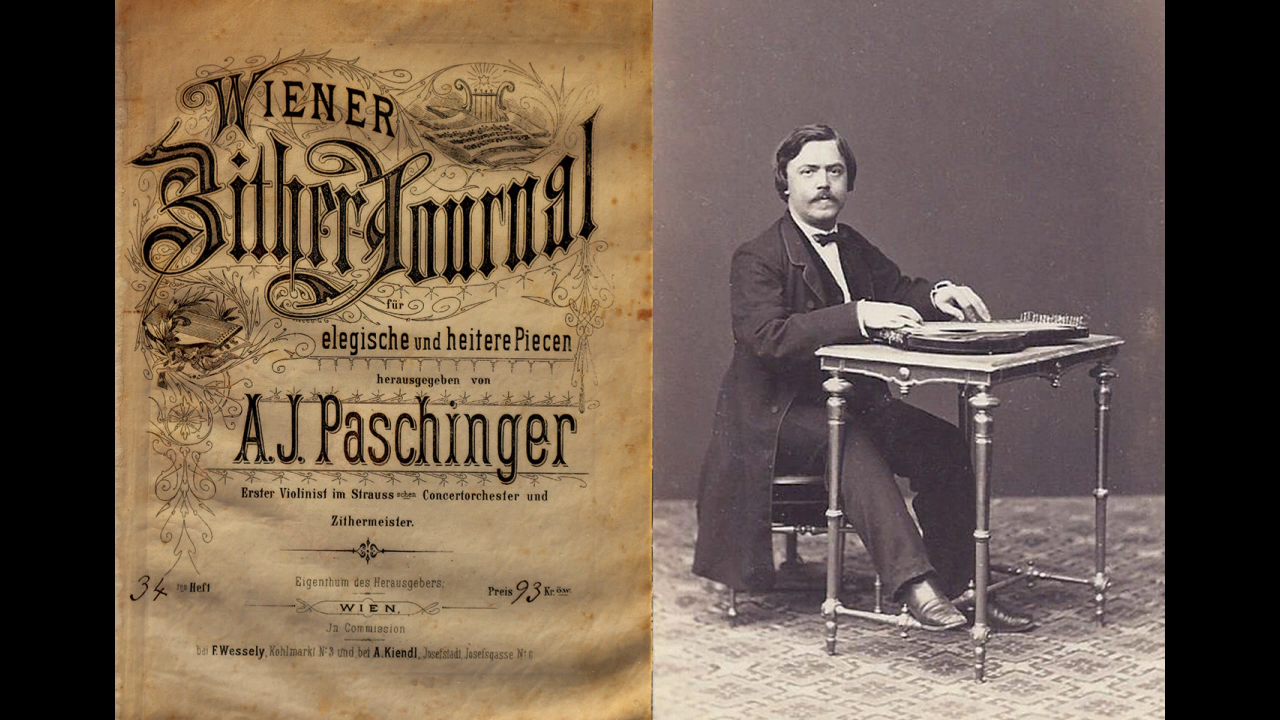 WIENER
Zither-Journal
für
elegische und heitere Piecen
herausgegeben von
A.J. Paschinger
Erster Violinist im Strauss schen Concertorchester und
Zithermeister.
34 tes Heft
Eigenthum des Herausgebers.
Preis 93 Kr. ö.w.
WIEN.
In Commission
bei F. Wessely, Kohlmarkt No 3 und bei A. Kiendl, Josefstadt, Josefsgasse No